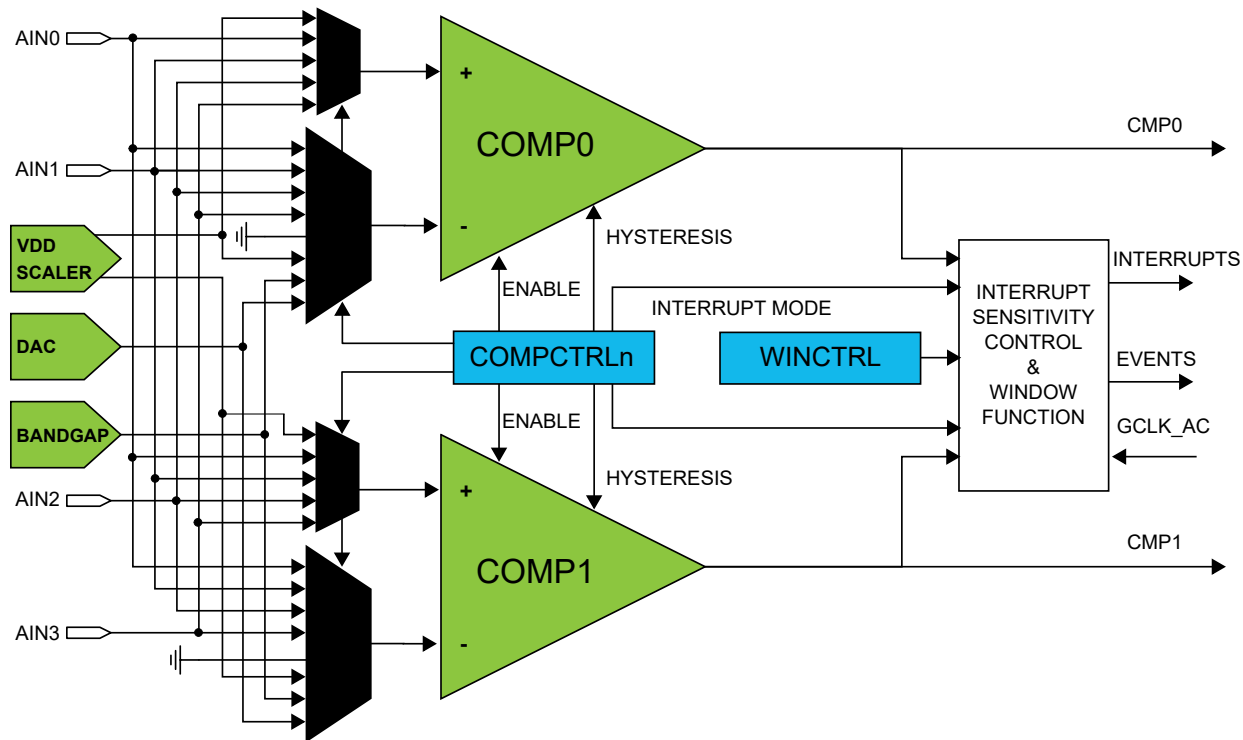 AIN0
+
COMP0
-
CMP0
AIN1
VDD
SCALER
HYSTERESIS
ENABLE
INTERRUPT MODE
INTERRUPT
SENSITIVITY
CONTROL
&
WINDOW
FUNCTION
INTERRUPTS
DAC
COMPCTRLn
WINCTRL
EVENTS
BANDGAP
ENABLE
GCLK_AC
HYSTERESIS
AIN2
+
COMP1
-
CMP1
AIN3